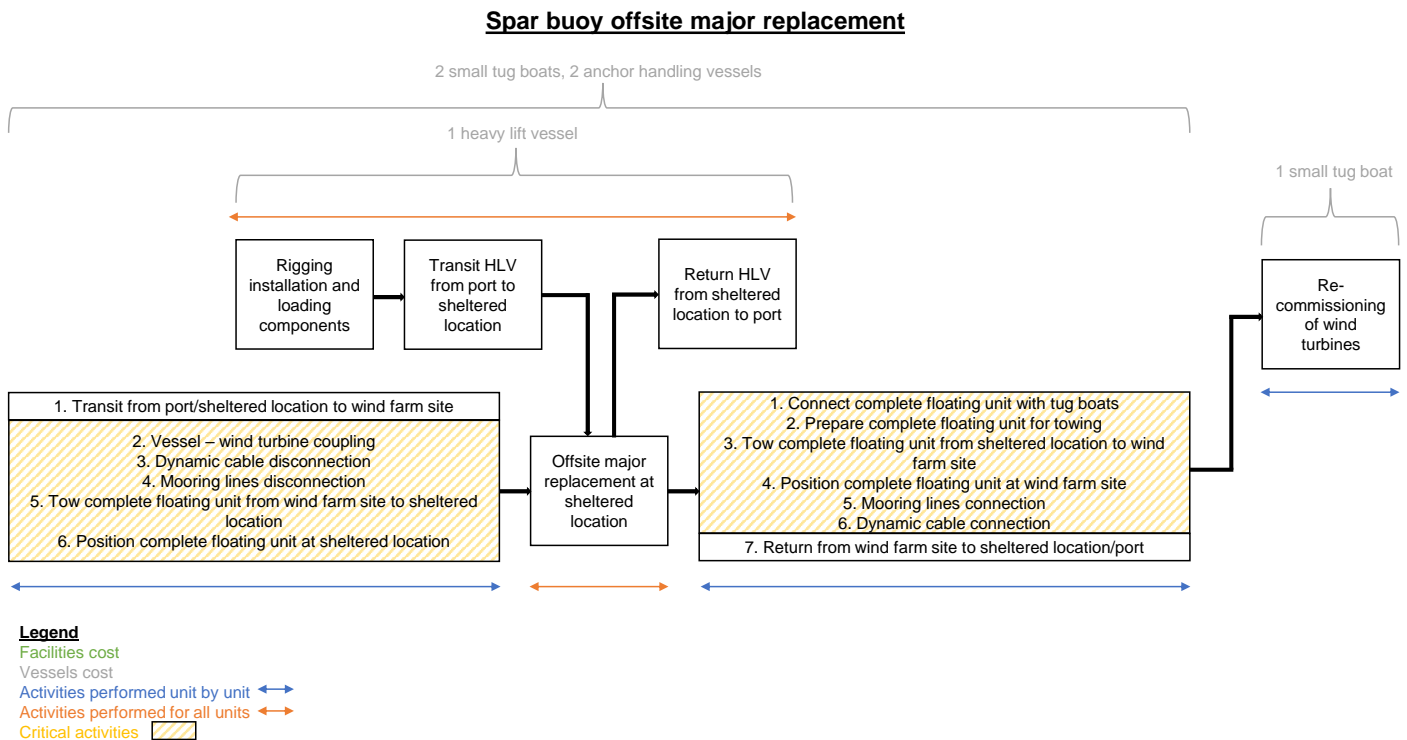 Spar buoy offsite major replacement
2 small tug boats, 2 anchor handling vessels
1 heavy lift vessel
1 small tug boat
Rigging
installation and
loading
components
Transit HLV
from port to
sheltered
location
Return HLV
from sheltered
location to port
Re-
commissioning
of wind
turbines
1. Transit from port/sheltered location to wind farm site
2. Vessel – wind turbine coupling
3. Dynamic cable disconnection
4. Mooring lines disconnection
5. Tow complete floating unit from wind farm site to sheltered
location
6. Position complete floating unit at sheltered location
Offsite major
replacement at
sheltered
location
1. Connect complete floating unit with tug boats
2. Prepare complete floating unit for towing
3. Tow complete floating unit from sheltered location to wind
farm site
4. Position complete floating unit at wind farm site
5. Mooring lines connection
6. Dynamic cable connection
7. Return from wind farm site to sheltered location/port
Legend
Facilities cost
Vessels cost
Activities performed unit by unit
Activities performed for all units
Critical activities